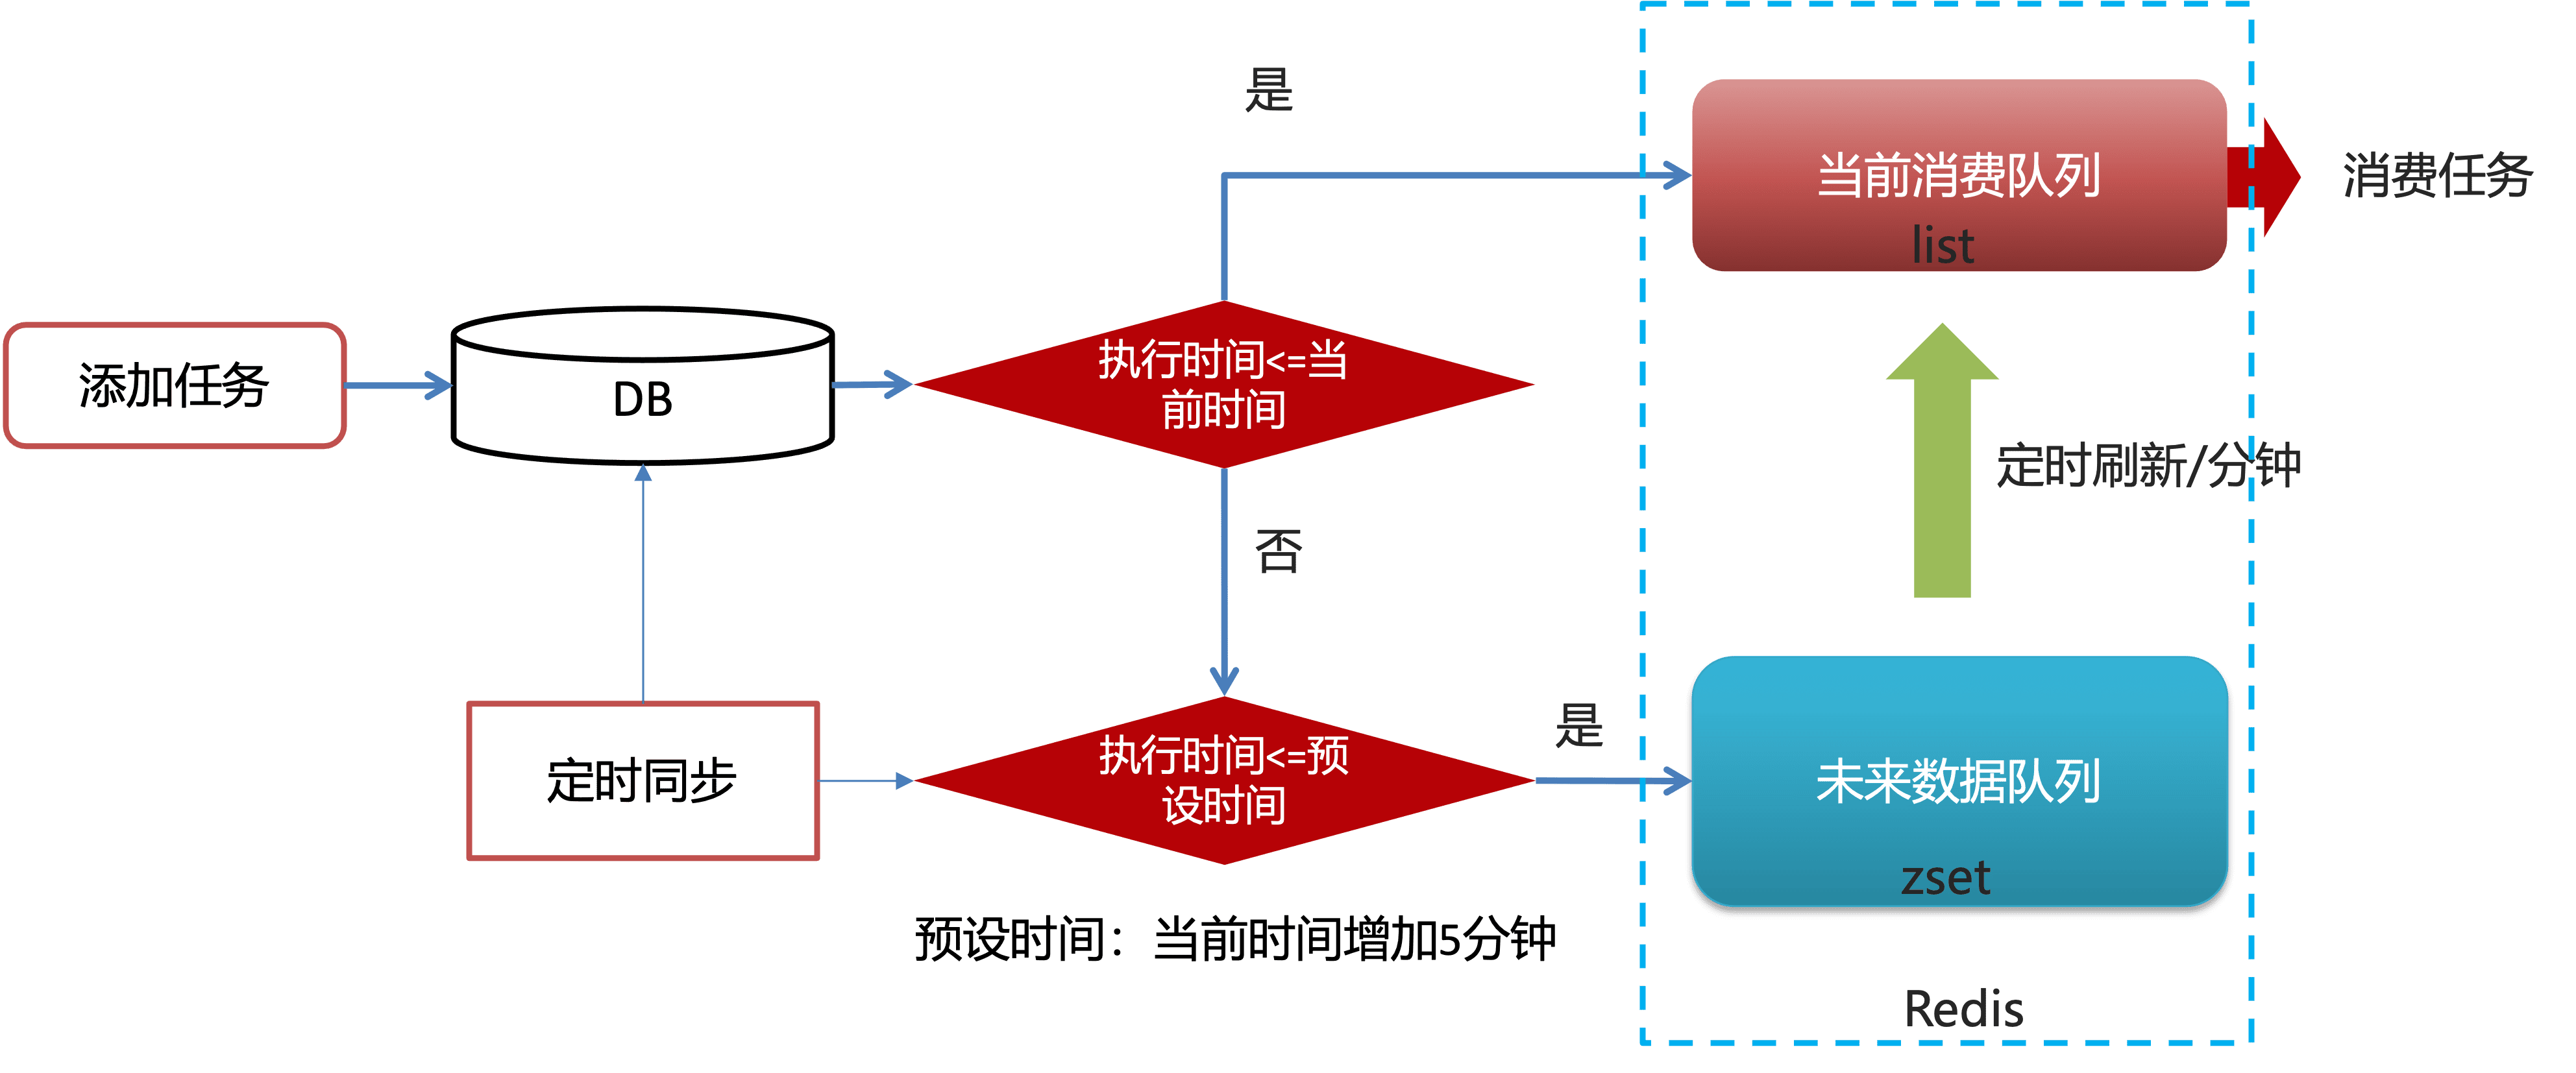 是
当前消费队列
list
消费任务
添加任务
DB
执行时间<=当
前时间
否
定时刷新/分钟
定时同步
执行时间<=预
设时间
是
未来数据队列
zset
预设时间：当前时间增加5分钟
Redis